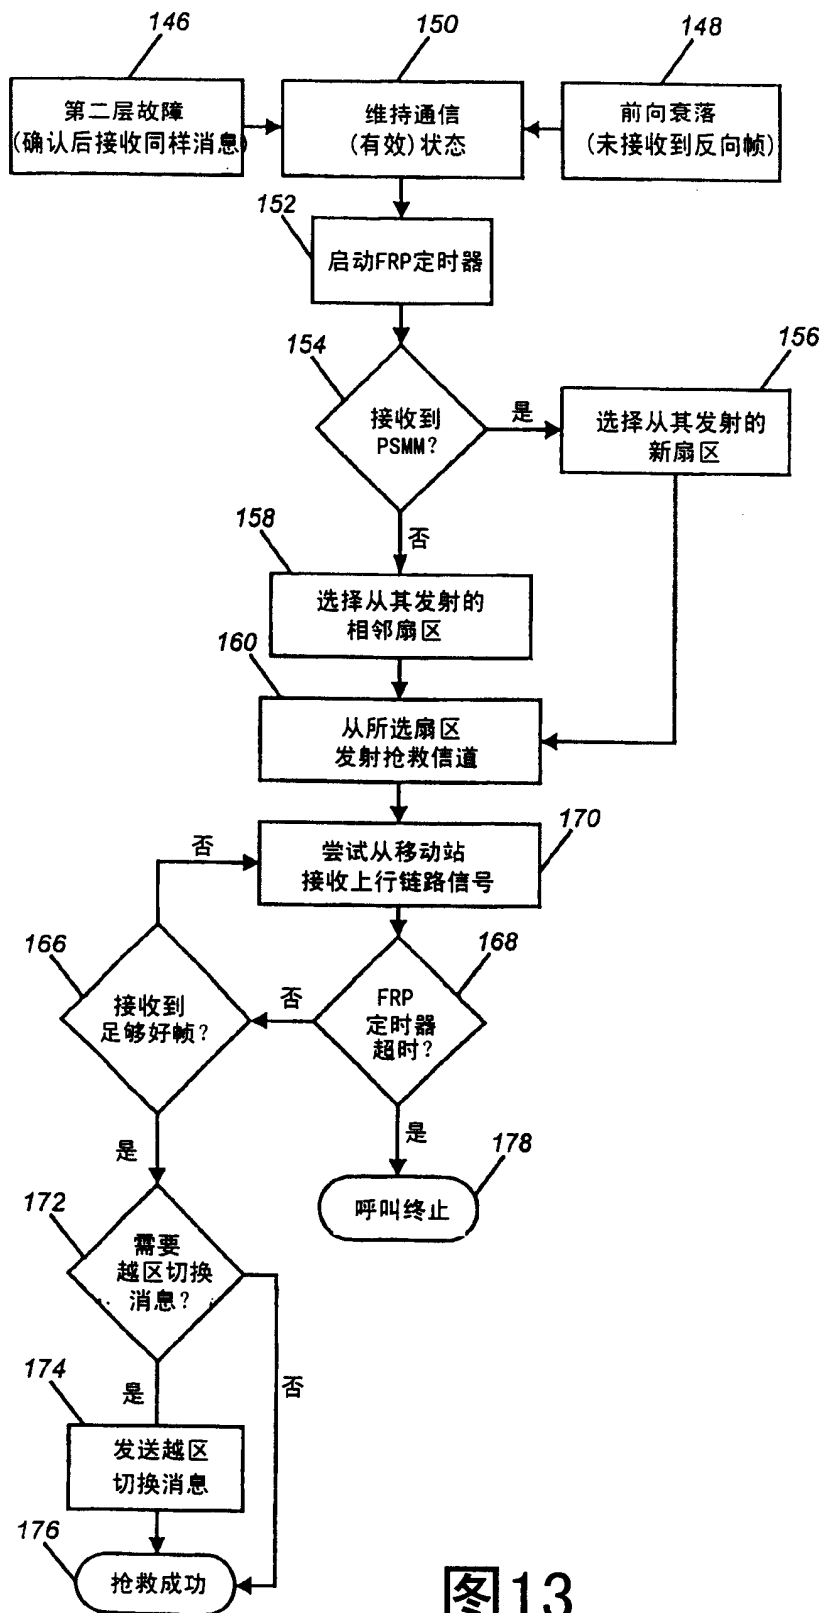 146
150
148
第二层故障
(确认后接收同样消息)
维持通信
(有效)状态
前向衰落
(未接收到反向帧)
152
启动FRP定时器
154
接收到
PSMM?
是
156
选择从其发射的
新扇区
否
158
选择从其发射的
相邻扇区
160
从所选扇区
发射抢救信道
170
尝试从移动站
接收上行链路信号
否
166
接收到
足够好帧?
否
168
FRP
定时器
超时?
是
178
呼叫终止
是
172
需要
越区切换
消息?
是
否
174
发送越区
切换消息
176
抢救成功
图13